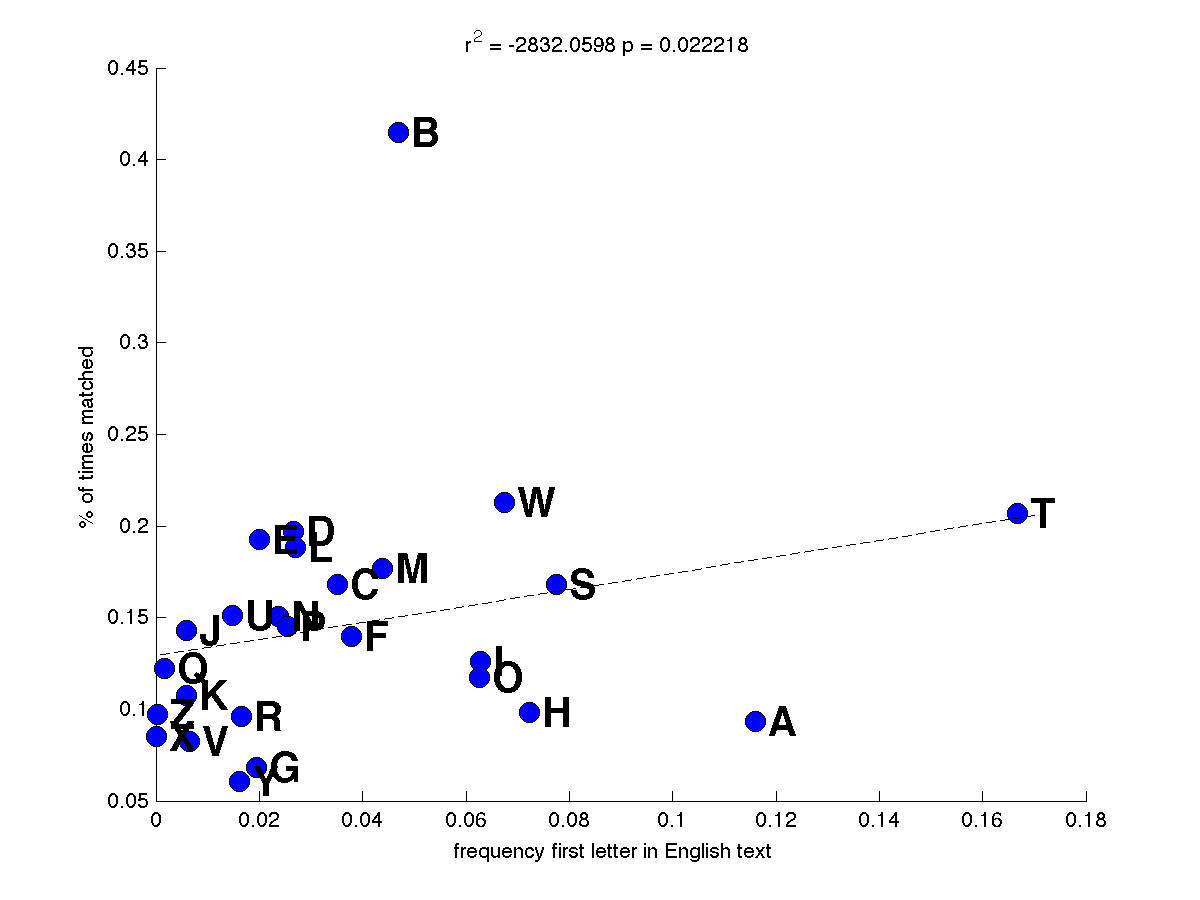 r2 = -2832.0598 p = 0.022218
0.45
B
0.4
0.35
0.3
% of times matched
0.25
W
T
0.2
D
E
L
M
C
S
0.15
U
N
P
J
F
I
Q
O
K
0.1
Z
R
H
A
X
V
G
Y
0.05
0 0.02 0.04 0.06 0.08 0.1 0.12 0.14 0.16 0.18
frequency first letter in English text